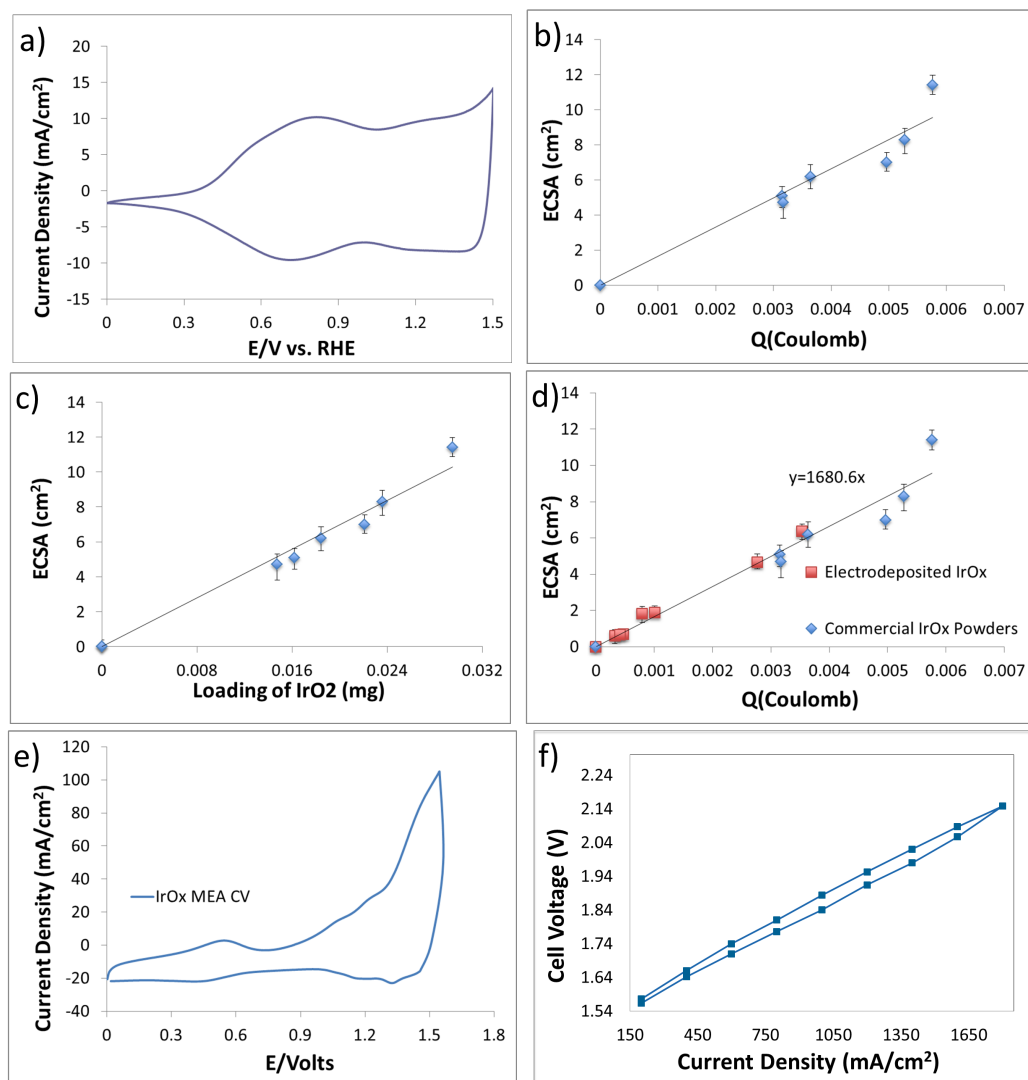 a)
20
15
10
5
0
-5
-10
-15
Current Density (mA/cm²)
0 0.3 0.6 0.9 1.2 1.5
E/V vs. RHE
b)
14
12
10
8
6
4
2
0
ECSA (cm²)
0 0.001 0.002 0.003 0.004 0.005 0.006 0.007
Q(Coulomb)
c)
14
12
10
8
6
4
2
0
ECSA (cm²)
0 0.008 0.016 0.024 0.032
Loading of IrO2 (mg)
d)
14
12
10
8
6
4
2
0
ECSA (cm²)
y=1680.6x
Electrodeposited IrOx
Commercial IrOx Powders
0 0.001 0.002 0.003 0.004 0.005 0.006 0.007
Q(Coulomb)
e)
120
100
80
60
40
20
0
-20
-40
Current Density (mA/cm²)
IrOx MEA CV
0 0.3 0.6 0.9 1.2 1.5 1.8
E/Volts
f)
2.24
2.14
2.04
1.94
1.84
1.74
1.64
1.54
Cell Voltage (V)
150 450 750 1050 1350 1650
Current Density (mA/cm²)